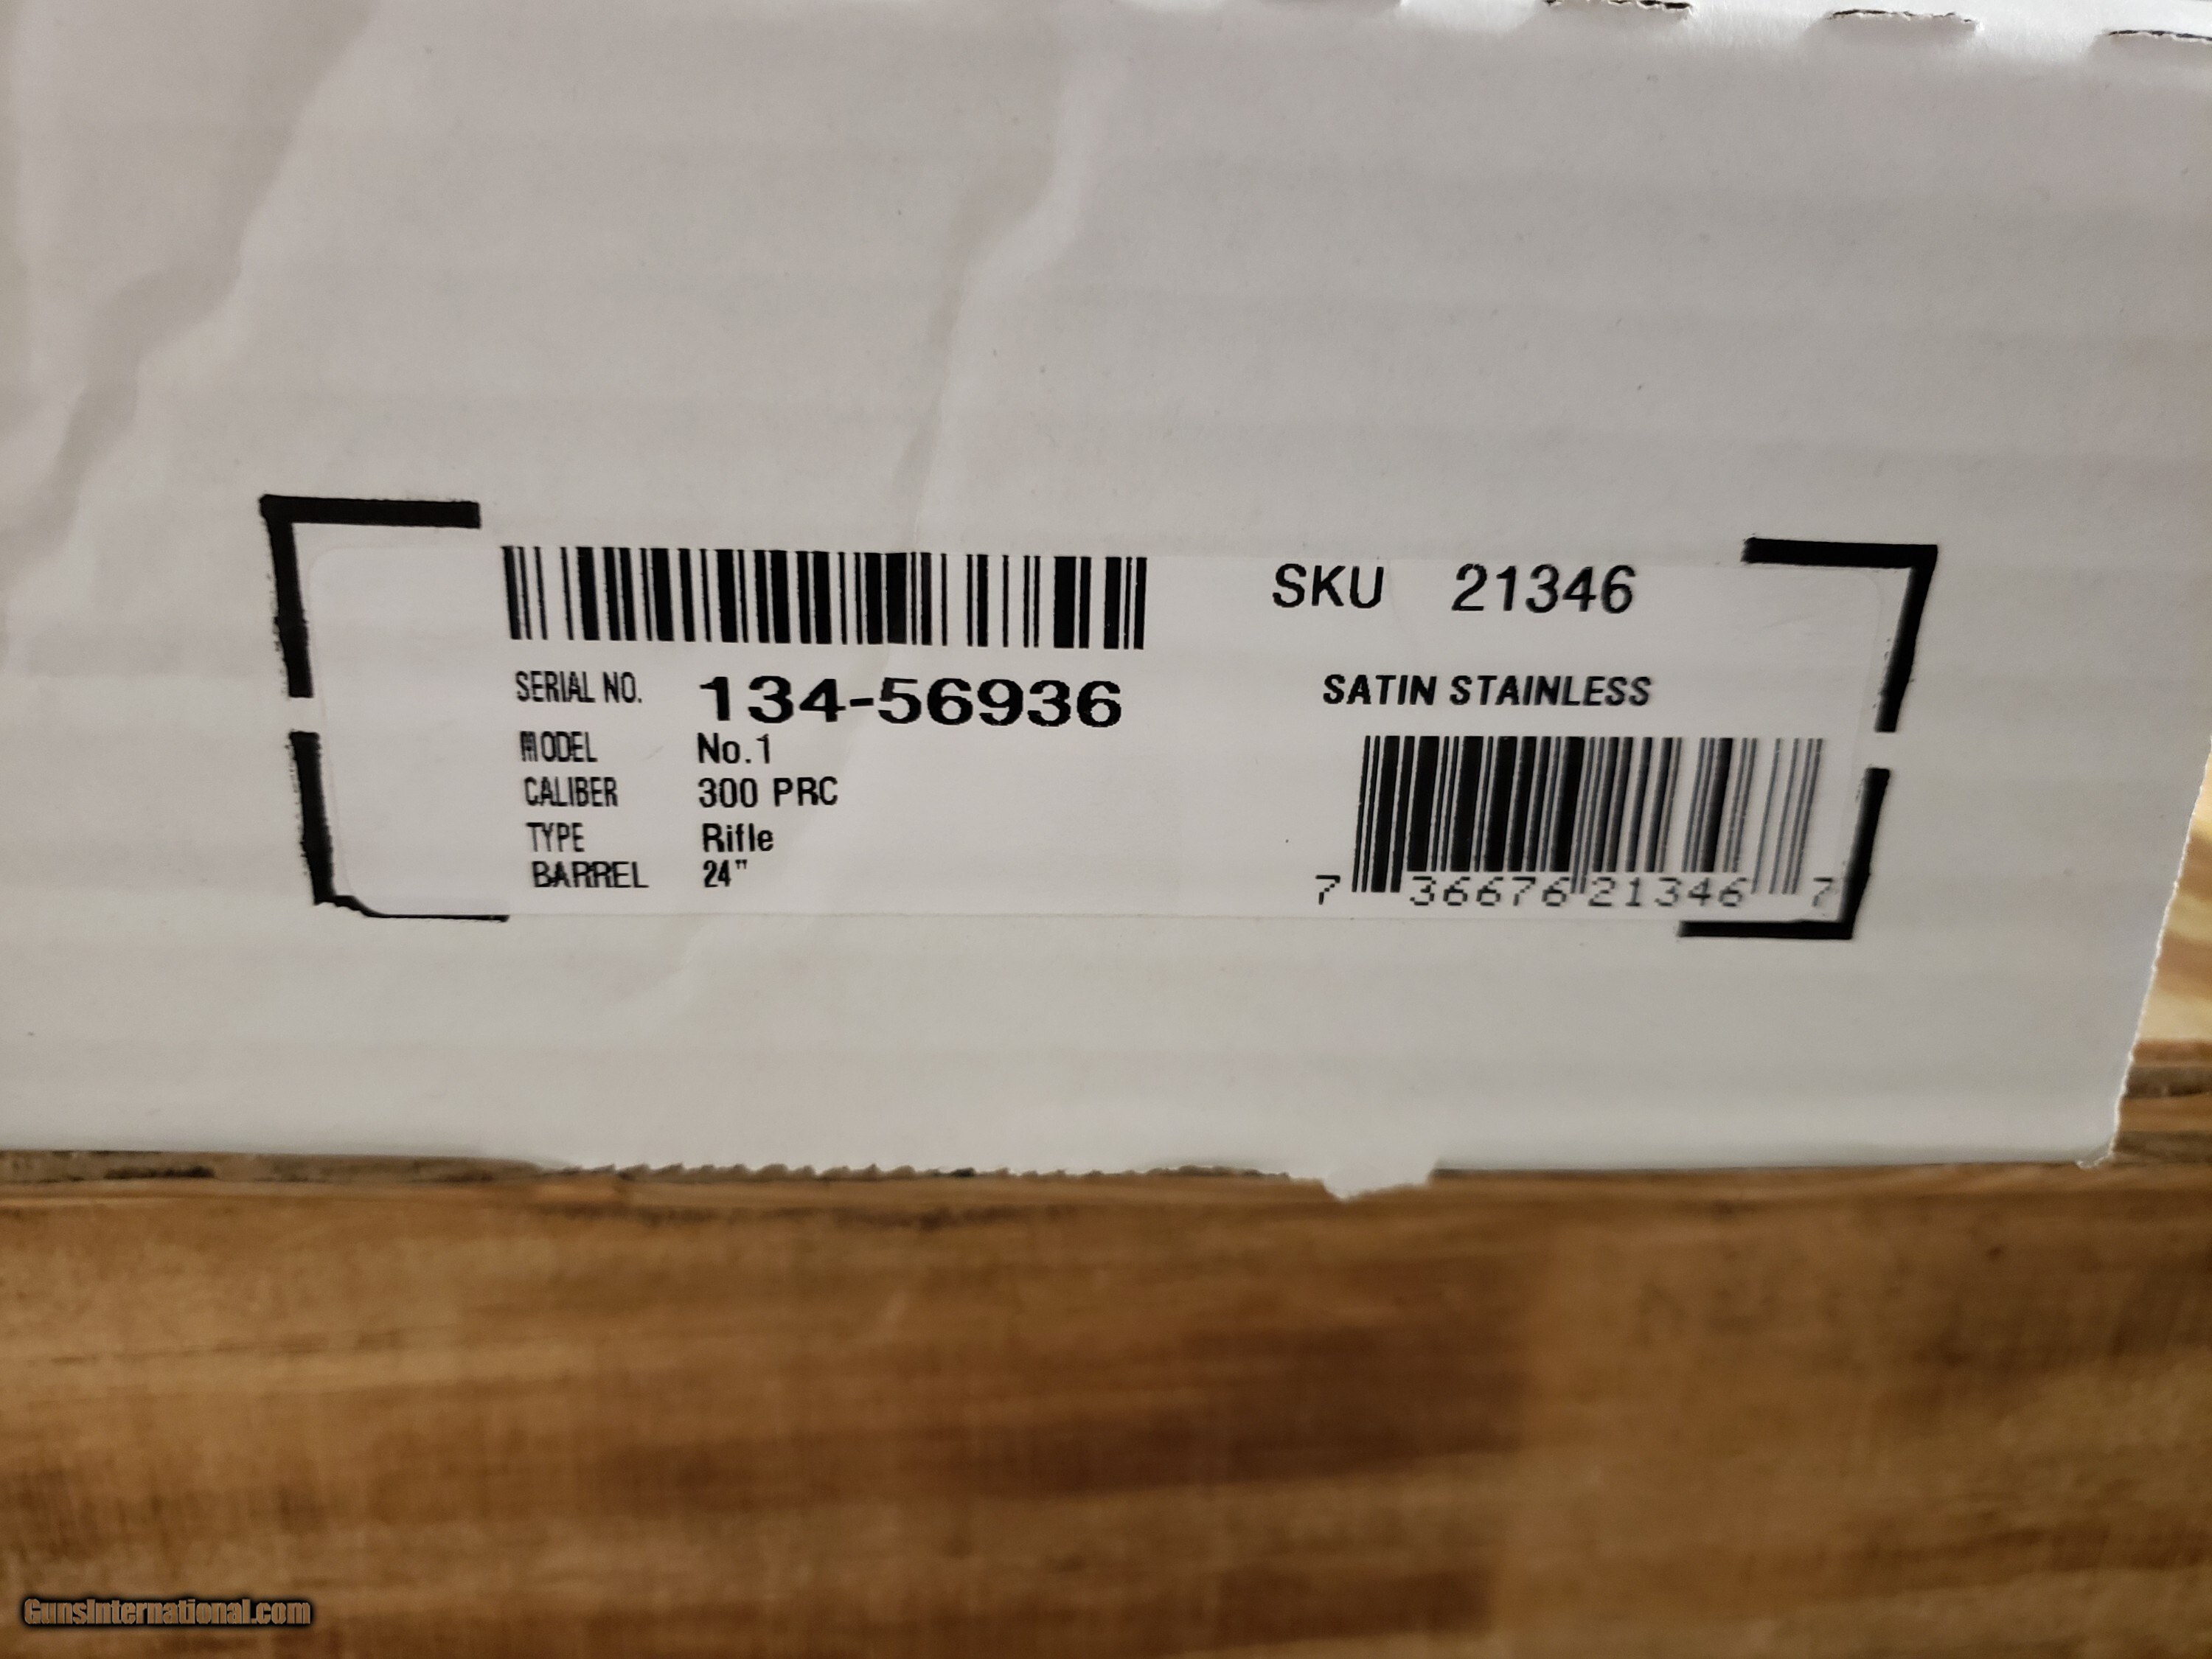 SKU 21346
SERIAL NO. 134-56936
SATIN STAINLESS
MODEL No.1
CALIBER 300 PRC
TYPE Rifle
BARREL 24"
7 36676 21346 7
GunsInternational.com